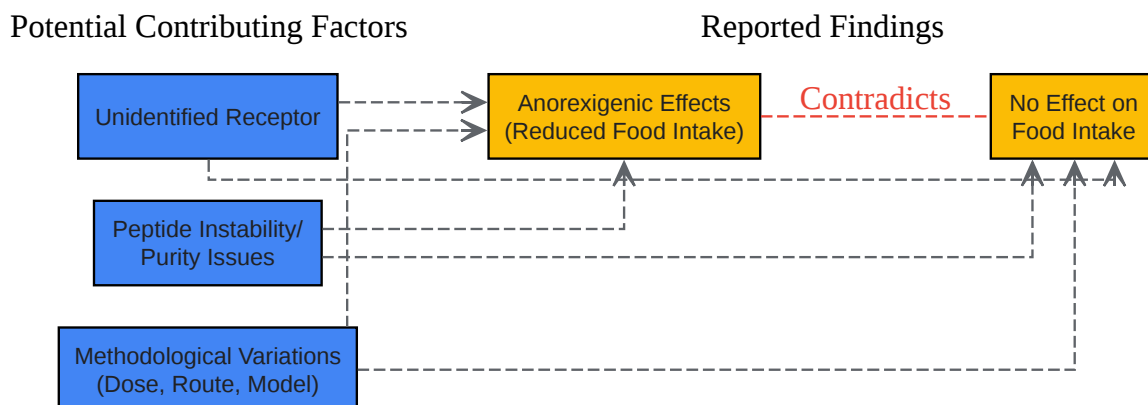 Potential Contributing Factors
Reported Findings
Unidentified Receptor
Anorexigenic Effects
(Reduced Food Intake)
Contradicts
No Effect on
Food Intake
Peptide Instability/
Purity Issues
Methodological Variations
(Dose, Route, Model)